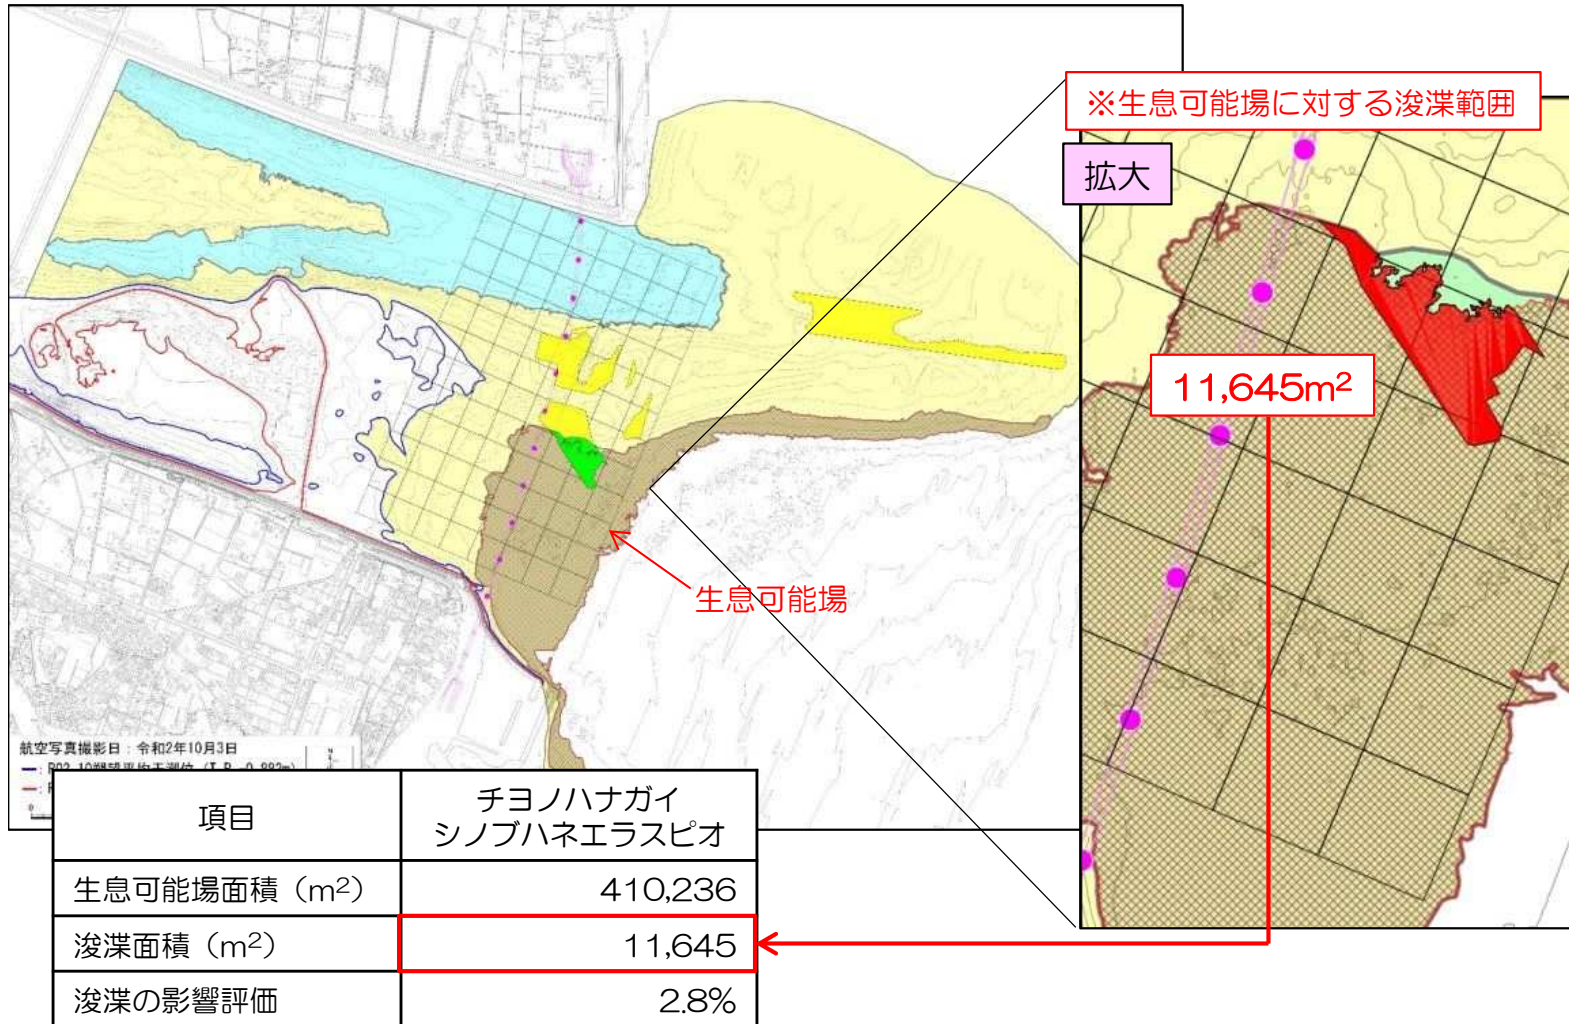 ※生息可能場に対する浚渫範囲
拡大
11,645m²
生息可能場
航空写真撮影日：令和2年10月3日
項目
チヨノハナガイ
シノブハネエラスピオ
生息可能場面積（m²）
410,236
浚渫面積（m²）
11,645
浚渫の影響評価
2.8%